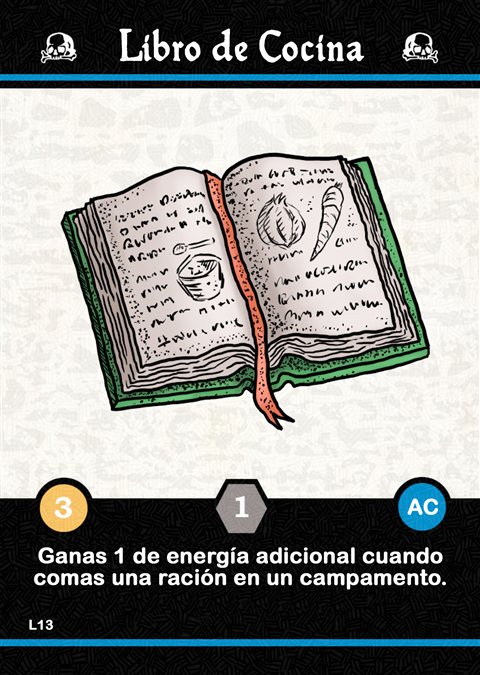 Libro de Cocina
3
1
AC
Ganas 1 de energía adicional cuando
comas una ración en un campamento.
L13